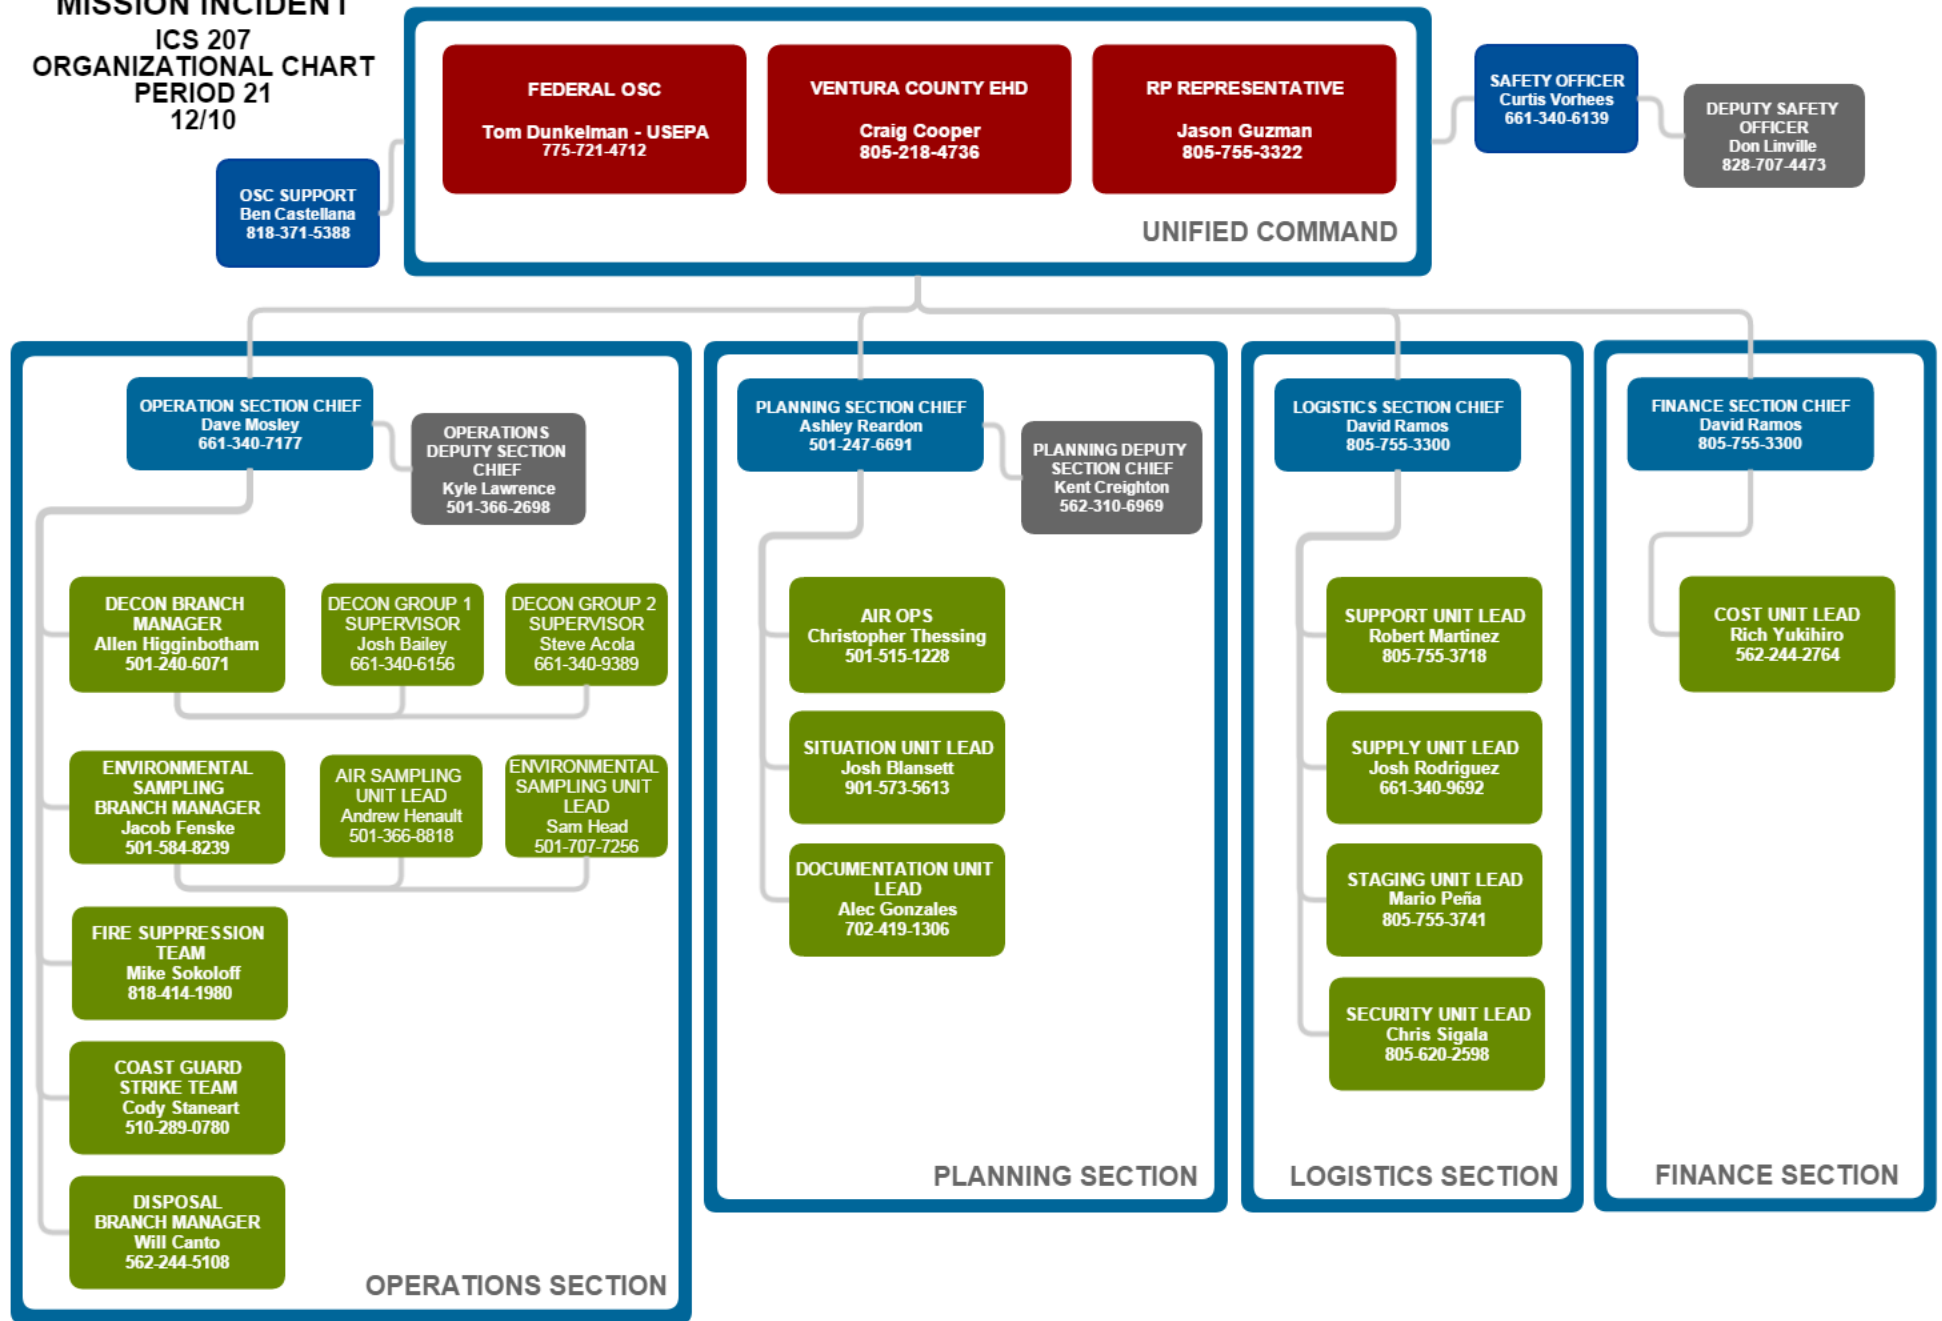 MISSION INCIDENT
ICS 207
ORGANIZATIONAL CHART
PERIOD 21
12/10
FEDERAL OSC
Tom Dunkelman - USEPA
775-721-4712
VENTURA COUNTY EHD
Craig Cooper
805-218-4736
RP REPRESENTATIVE
Jason Guzman
805-755-3322
UNIFIED COMMAND
SAFETY OFFICER
Curtis Vorhees
661-340-6139
DEPUTY SAFETY
OFFICER
Don Linville
828-707-4473
OSC SUPPORT
Ben Castellana
818-371-5388
OPERATION SECTION CHIEF
Dave Mosley
661-340-7177
OPERATIONS
DEPUTY SECTION
CHIEF
Kyle Lawrence
501-366-2698
DECON BRANCH
MANAGER
Allen Higginbotham
501-240-6071
DECON GROUP 1
SUPERVISOR
Josh Bailey
661-340-6156
DECON GROUP 2
SUPERVISOR
Steve Acola
661-340-9389
ENVIRONMENTAL
SAMPLING
BRANCH MANAGER
Jacob Fenske
501-584-8239
AIR SAMPLING
UNIT LEAD
Andrew Henault
501-366-8818
ENVIRONMENTAL
SAMPLING UNIT
LEAD
Sam Head
501-707-7256
FIRE SUPPRESSION
TEAM
Mike Sokoloff
818-414-1980
COAST GUARD
STRIKE TEAM
Cody Staneart
510-289-0780
DISPOSAL
BRANCH MANAGER
Will Canto
562-244-5108
OPERATIONS SECTION
PLANNING SECTION CHIEF
Ashley Reardon
501-247-6691
PLANNING DEPUTY
SECTION CHIEF
Kent Creighton
562-310-6969
AIR OPS
Christopher Thessing
501-515-1228
SITUATION UNIT LEAD
Josh Blansett
901-573-5613
DOCUMENTATION UNIT
LEAD
Alec Gonzales
702-419-1306
PLANNING SECTION
LOGISTICS SECTION CHIEF
David Ramos
805-755-3300
SUPPORT UNIT LEAD
Robert Martinez
805-755-3718
SUPPLY UNIT LEAD
Josh Rodriguez
661-340-9692
STAGING UNIT LEAD
Mario Peña
805-755-3741
SECURITY UNIT LEAD
Chris Sigala
805-620-2598
LOGISTICS SECTION
FINANCE SECTION CHIEF
David Ramos
805-755-3300
COST UNIT LEAD
Rich Yukihiro
562-244-2764
FINANCE SECTION